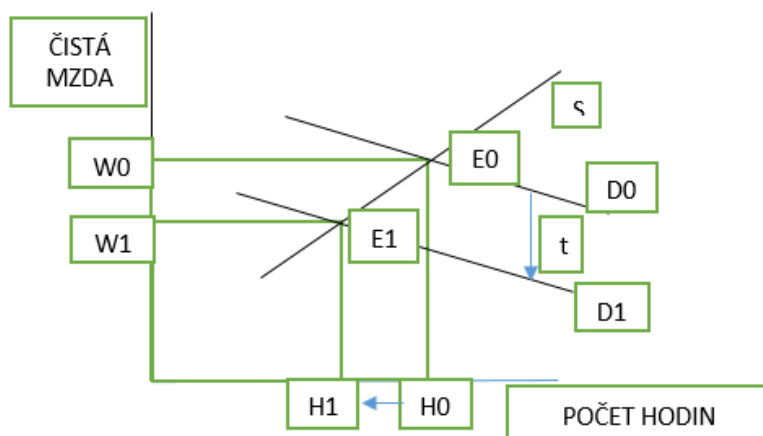 ČISTÁ
MZDA
S
W0
E0
D0
W1
E1
t
D1
H1
H0
POČET HODIN